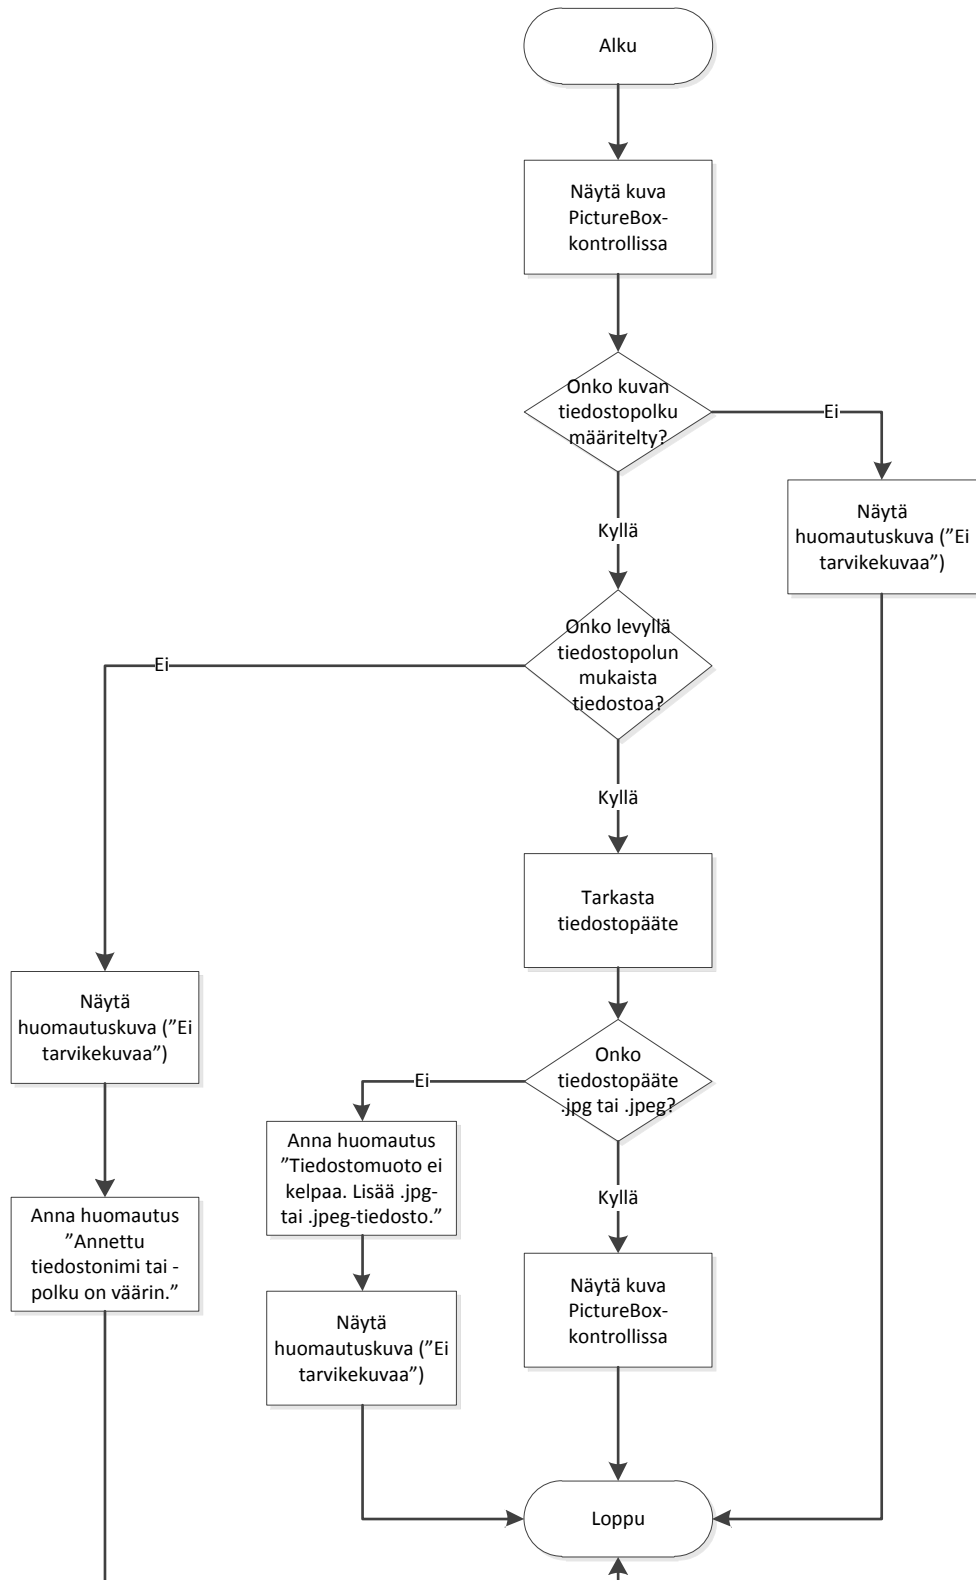 Alku
Näytä kuva
PictureBox-
kontrollissa
Onko kuvan
tiedostopolku
määritelty?
Ei
Näytä
huomautuskuva (”Ei
tarvikekuvaa”)
Kyllä
Onko levyllä
tiedostopolun
mukaista
tiedostoa?
Ei
Kyllä
Tarkasta
tiedostopääte
Näytä
huomautuskuva (”Ei
tarvikekuvaa”)
Onko
tiedostopääte
.jpg tai .jpeg?
Ei
Anna huomautus
”Tiedostomuoto ei
kelpaa. Lisää .jpg-
tai .jpeg-tiedosto.”
Kyllä
Anna huomautus
”Annettu
tiedostonimi tai -
polku on väärin.”
Näytä
huomautuskuva (”Ei
tarvikekuvaa”)
Näytä kuva
PictureBox-
kontrollissa
Loppu